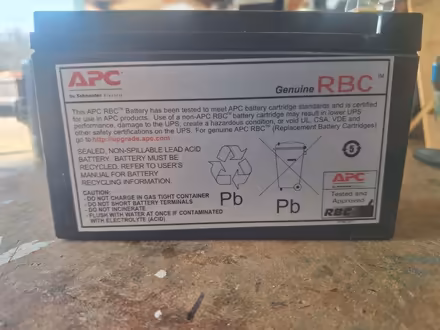 APC
by Schneider Electric
Genuine RBC™
This APC RBC™ Battery has been tested to meet APC battery cartridge standards and is certified
for use in APC products. Use of a non-APC RBC™ battery cartridge may result in lower UPS
performance, damage to the UPS, create a hazardous condition, or void UL, CSA, VDE and
other safety certifications on the UPS. For genuine APC RBC™ (Replacement Battery Cartridges)
go to http://upgrade.apc.com
SEALED, NON-SPILLABLE LEAD ACID
BATTERY. BATTERY MUST BE
RECYCLED. REFER TO USER'S
MANUAL FOR BATTERY
RECYCLING INFORMATION.
CAUTION:
- DO NOT CHARGE IN GAS TIGHT CONTAINER
- DO NOT SHORT BATTERY TERMINALS
- DO NOT INCINERATE
- FLUSH WITH WATER AT ONCE IF CONTAMINATED
WITH ELECTROLYTE (ACID)
Pb
Pb
APC
Tested and
Approved
RBC